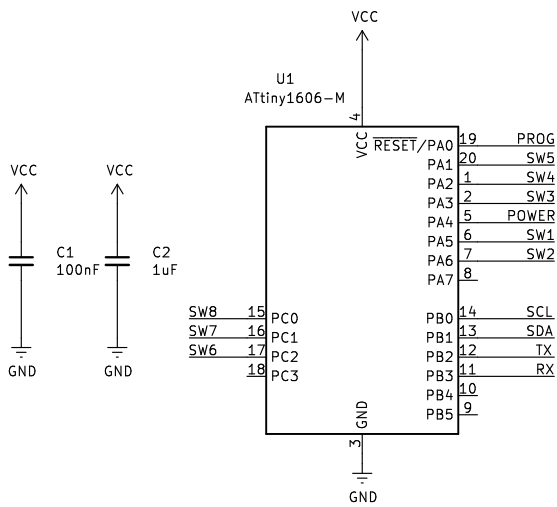 VCC
U1
ATtiny1606-M
4
VCC
RESET/PA0 19 PROG
PA1 20 SW5
PA2 1 SW4
PA3 2 SW3
PA4 5 POWER
PA5 6 SW1
PA6 7 SW2
PA7 8
VCC
VCC
C1
100nF
C2
1uF
GND
GND
SW8 15 PC0
SW7 16 PC1
SW6 17 PC2
18 PC3
PB0 14 SCL
PB1 13 SDA
PB2 12 TX
PB3 11 RX
PB4 10
PB5 9
GND
3
GND